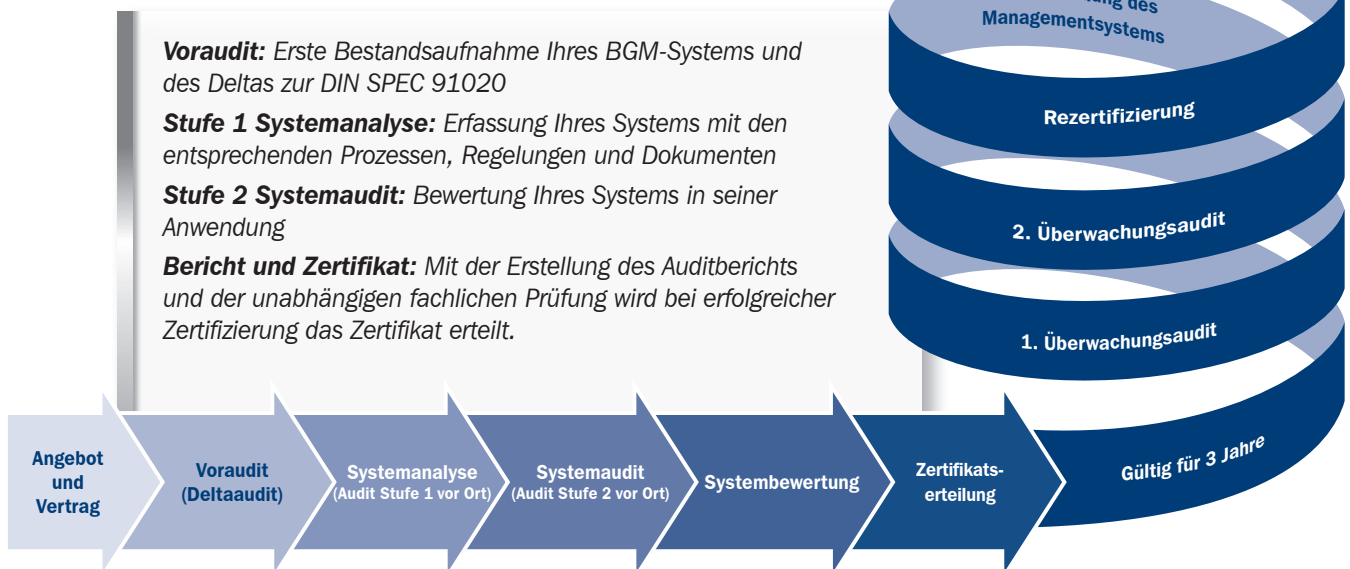 Voraudit: Erste Bestandsaufnahme Ihres BGM-Systems und
des Deltas zur DIN SPEC 91020
Stufe 1 Systemanalyse: Erfassung Ihres Systems mit den
entsprechenden Prozessen, Regelungen und Dokumenten
Stufe 2 Systemaudit: Bewertung Ihres Systems in seiner
Anwendung
Bericht und Zertifikat: Mit der Erstellung des Auditberichts
und der unabhängigen fachlichen Prüfung wird bei erfolgreicher
Zertifizierung das Zertifikat erteilt.
des
Managementsystems
Rezertifizierung
2. Überwachungsaudit
1. Überwachungsaudit
Gültig für 3 Jahre
Angebot
und
Vertrag
Voraudit
(Deltaaudit)
Systemanalyse
(Audit Stufe 1 vor Ort)
Systemaudit
(Audit Stufe 2 vor Ort)
Systembewertung
Zertifikats-
erteilung